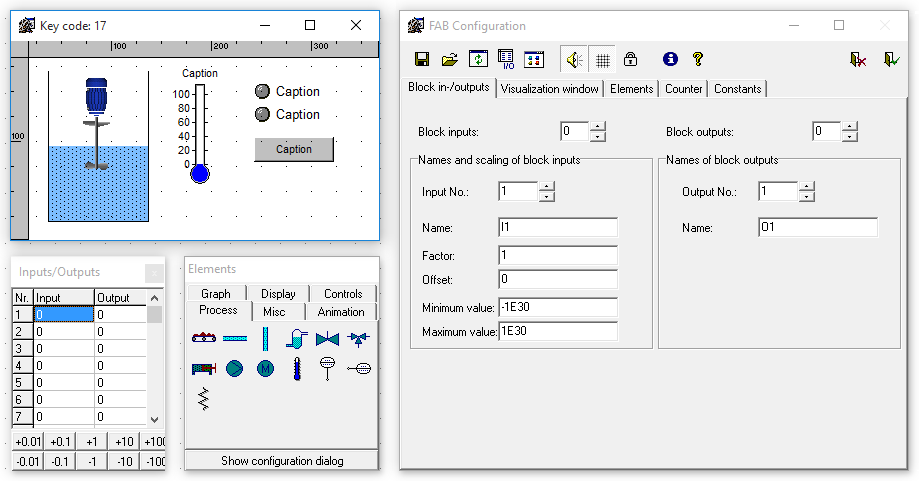 Key code: 17
100 200 300
100
Caption
100
80
60
40
20
0
Caption
Caption
Caption
Inputs/Outputs
Nr. Input Output
1 0 0
2 0 0
3 0 0
4 0 0
5 0 0
6 0 0
7 0 0
+0.01 +0.1 +1 +10 +100
-0.01 -0.1 -1 -10 -100
Elements
Graph Display Controls
Process Misc Animation
M
Show configuration dialog
FAB Configuration
I/O
Block in-/outputs Visualization window Elements Counter Constants
Block inputs: 0 Block outputs: 0
Names and scaling of block inputs Names of block outputs
Input No.: 1 Output No.: 1
Name: I1 Name: O1
Factor: 1
Offset: 0
Minimum value: -1E30
Maximum value: 1E30